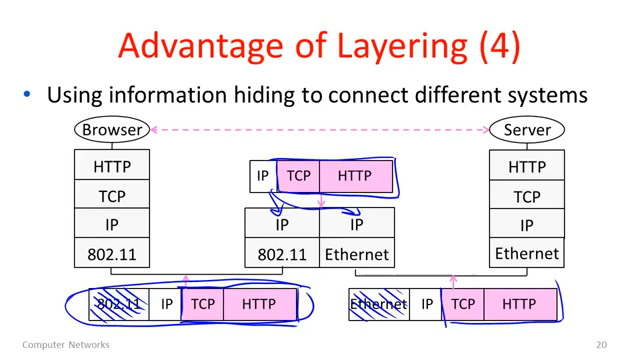 Advantage of Layering (4)
• Using information hiding to connect different systems
Browser Server
HTTP IP TCP HTTP HTTP
TCP TCP
IP IP IP IP
802.11 802.11 Ethernet Ethernet
802.11 IP TCP HTTP Ethernet IP TCP HTTP
Computer Networks 20